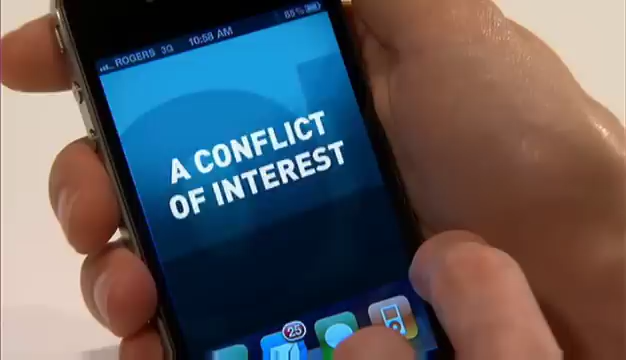 ROGERS 3G 10:58 AM 85%
A CONFLICT
OF INTEREST
25